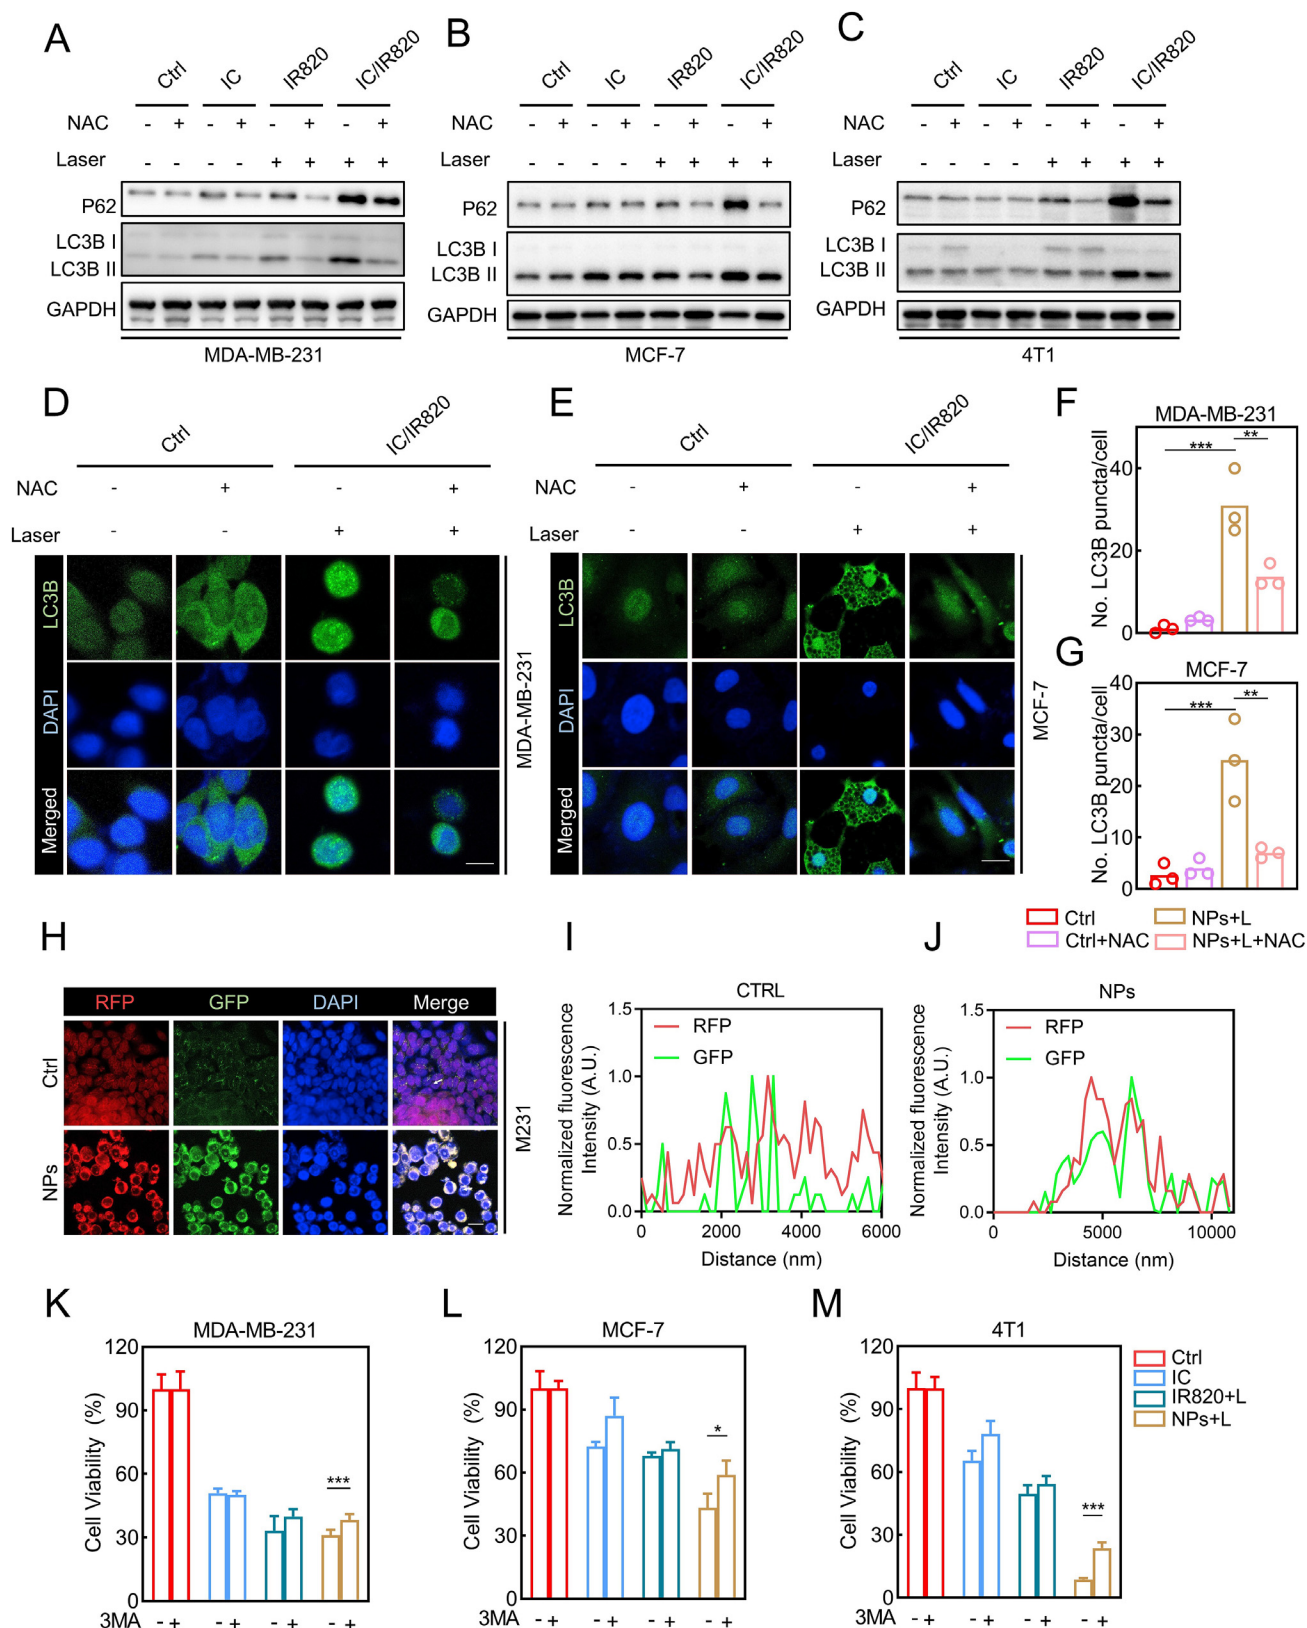 A
Ctrl IC IR820 IC/IR820
NAC - + - + - + - +
Laser - - - - + + + +
P62
LC3B I
LC3B II
GAPDH
MDA-MB-231
B
Ctrl IC IR820 IC/IR820
NAC - + - + - + - +
Laser - - - - + + + +
P62
LC3B I
LC3B II
GAPDH
MCF-7
C
Ctrl IC IR820 IC/IR820
NAC - + - + - + - +
Laser - - - - + + + +
P62
LC3B I
LC3B II
GAPDH
4T1
D
Ctrl IC/IR820
NAC - + - +
Laser - - + +
LC3B
DAPI
Merged
MDA-MB-231
E
Ctrl IC/IR820
NAC - + - +
Laser - - + +
LC3B
DAPI
Merged
MCF-7
F
MDA-MB-231
No. LC3B puncta/cell
*** **
40
20
0
G
MCF-7
No. LC3B puncta/cell
*** **
40
30
20
10
0
Ctrl NPs+L
Ctrl+NAC NPs+L+NAC
H
RFP GFP DAPI Merge
Ctrl
NPs
M231
I
CTRL
Normalized fluorescence
Intensity (A.U.)
RFP
GFP
1.5
1.0
0.5
0.0
0 2000 4000 6000
Distance (nm)
J
NPs
Normalized fluorescence
Intensity (A.U.)
RFP
GFP
1.5
1.0
0.5
0.0
0 5000 10000
Distance (nm)
K
MDA-MB-231
Cell Viability (%)
120
90
60
30
0
***
3MA - + - + - + - +
L
MCF-7
Cell Viability (%)
120
90
60
30
0
*
3MA - + - + - + - +
M
4T1
Cell Viability (%)
120
90
60
30
0
***
3MA - + - + - + - +
Ctrl
IC
IR820+L
NPs+L